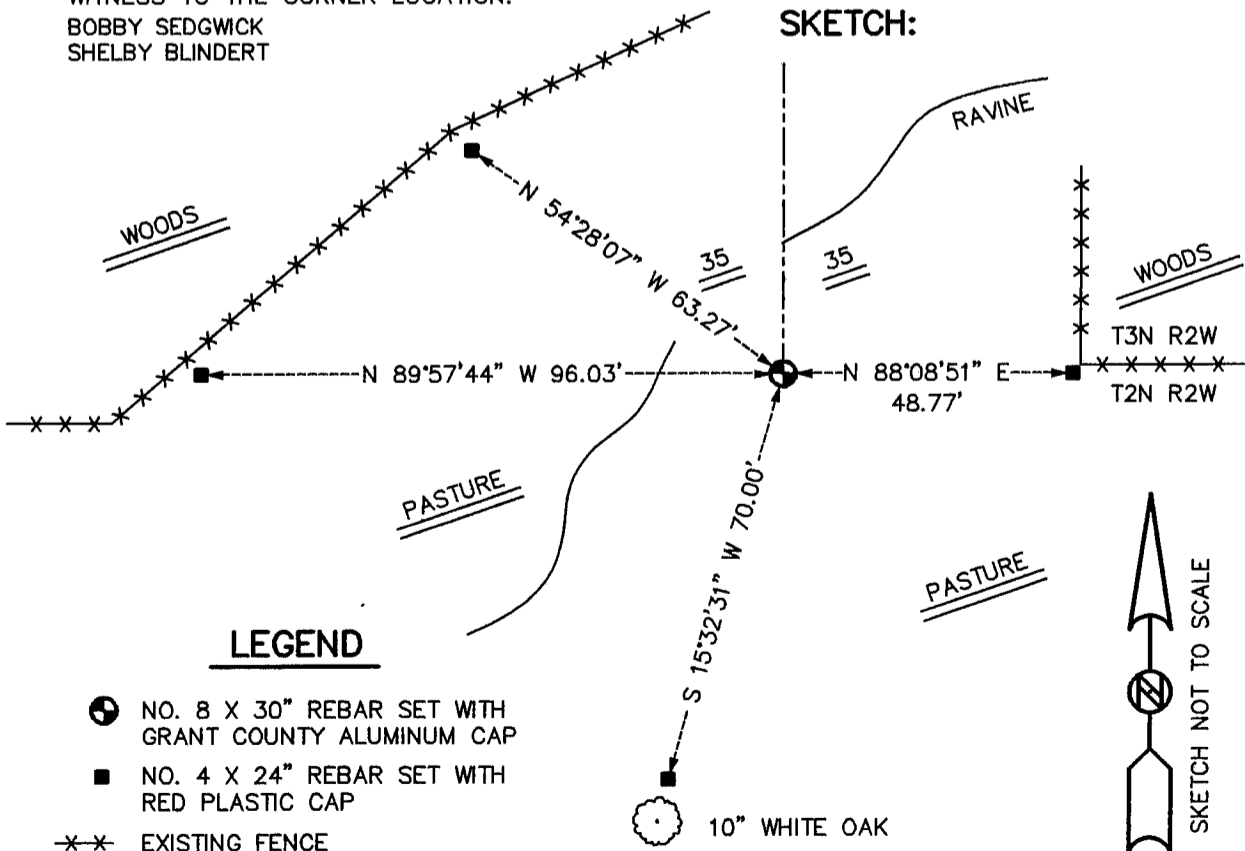 WITNESS TO THE CORNER LOCATION:
BOBBY SEDGWICK
SHELBY BLINDERT
SKETCH:
RAVINE
WOODS
N 54°28'07" W 63.27'
35
35
WOODS
T3N R2W
N 89°57'44" W 96.03'
N 88°08'51" E
48.77'
T2N R2W
PASTURE
S 15°32'31" W 70.00'
PASTURE
SKETCH NOT TO SCALE
N
LEGEND
NO. 8 X 30" REBAR SET WITH
GRANT COUNTY ALUMINUM CAP
NO. 4 X 24" REBAR SET WITH
RED PLASTIC CAP
EXISTING FENCE
10" WHITE OAK